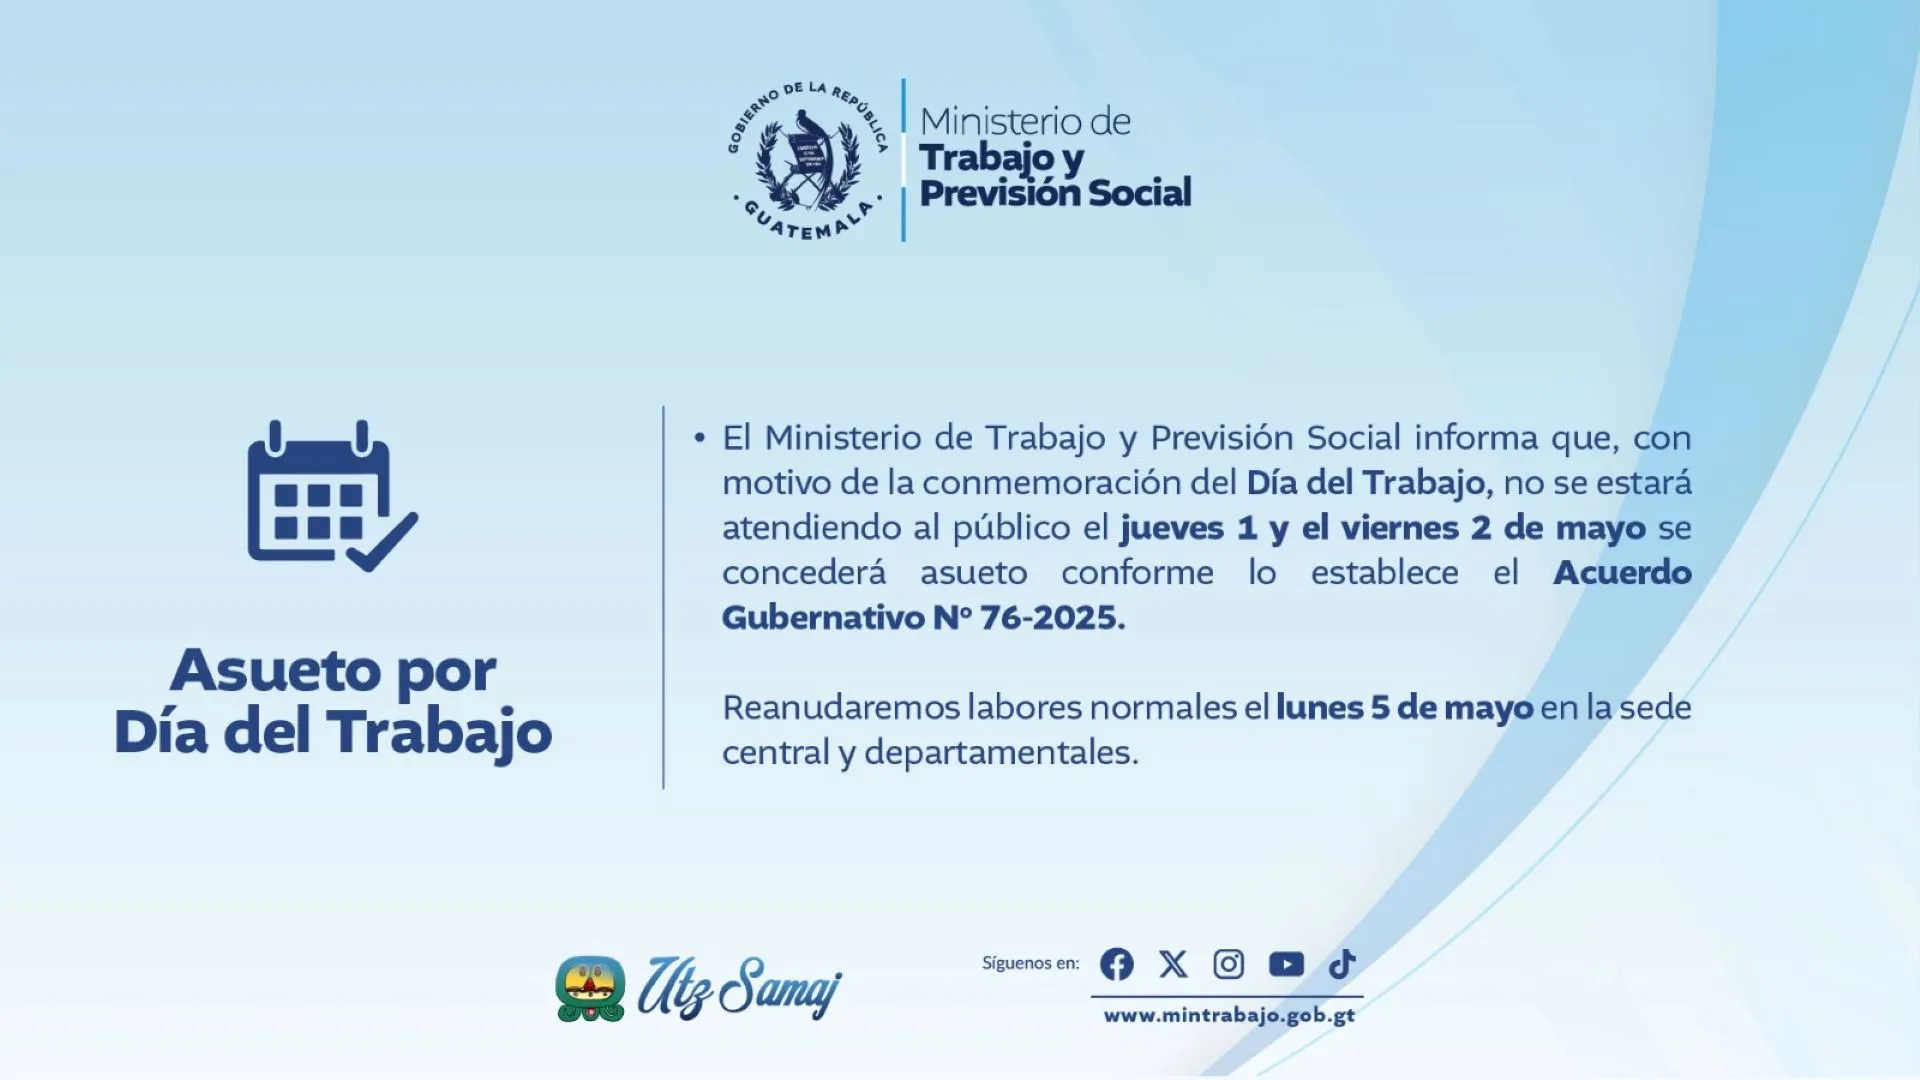 GOBIERNO DE LA REPÚBLICA
· GUATEMALA ·
Ministerio de
Trabajo y
Previsión Social
Asueto por
Día del Trabajo
• El Ministerio de Trabajo y Previsión Social informa que, con
motivo de la conmemoración del Día del Trabajo, no se estará
atendiendo al público el jueves 1 y el viernes 2 de mayo se
concederá asueto conforme lo establece el Acuerdo
Gubernativo Nº 76-2025.
Reanudaremos labores normales el lunes 5 de mayo en la sede
central y departamentales.
Utz Samaj
Síguenos en:
www.mintrabajo.gob.gt